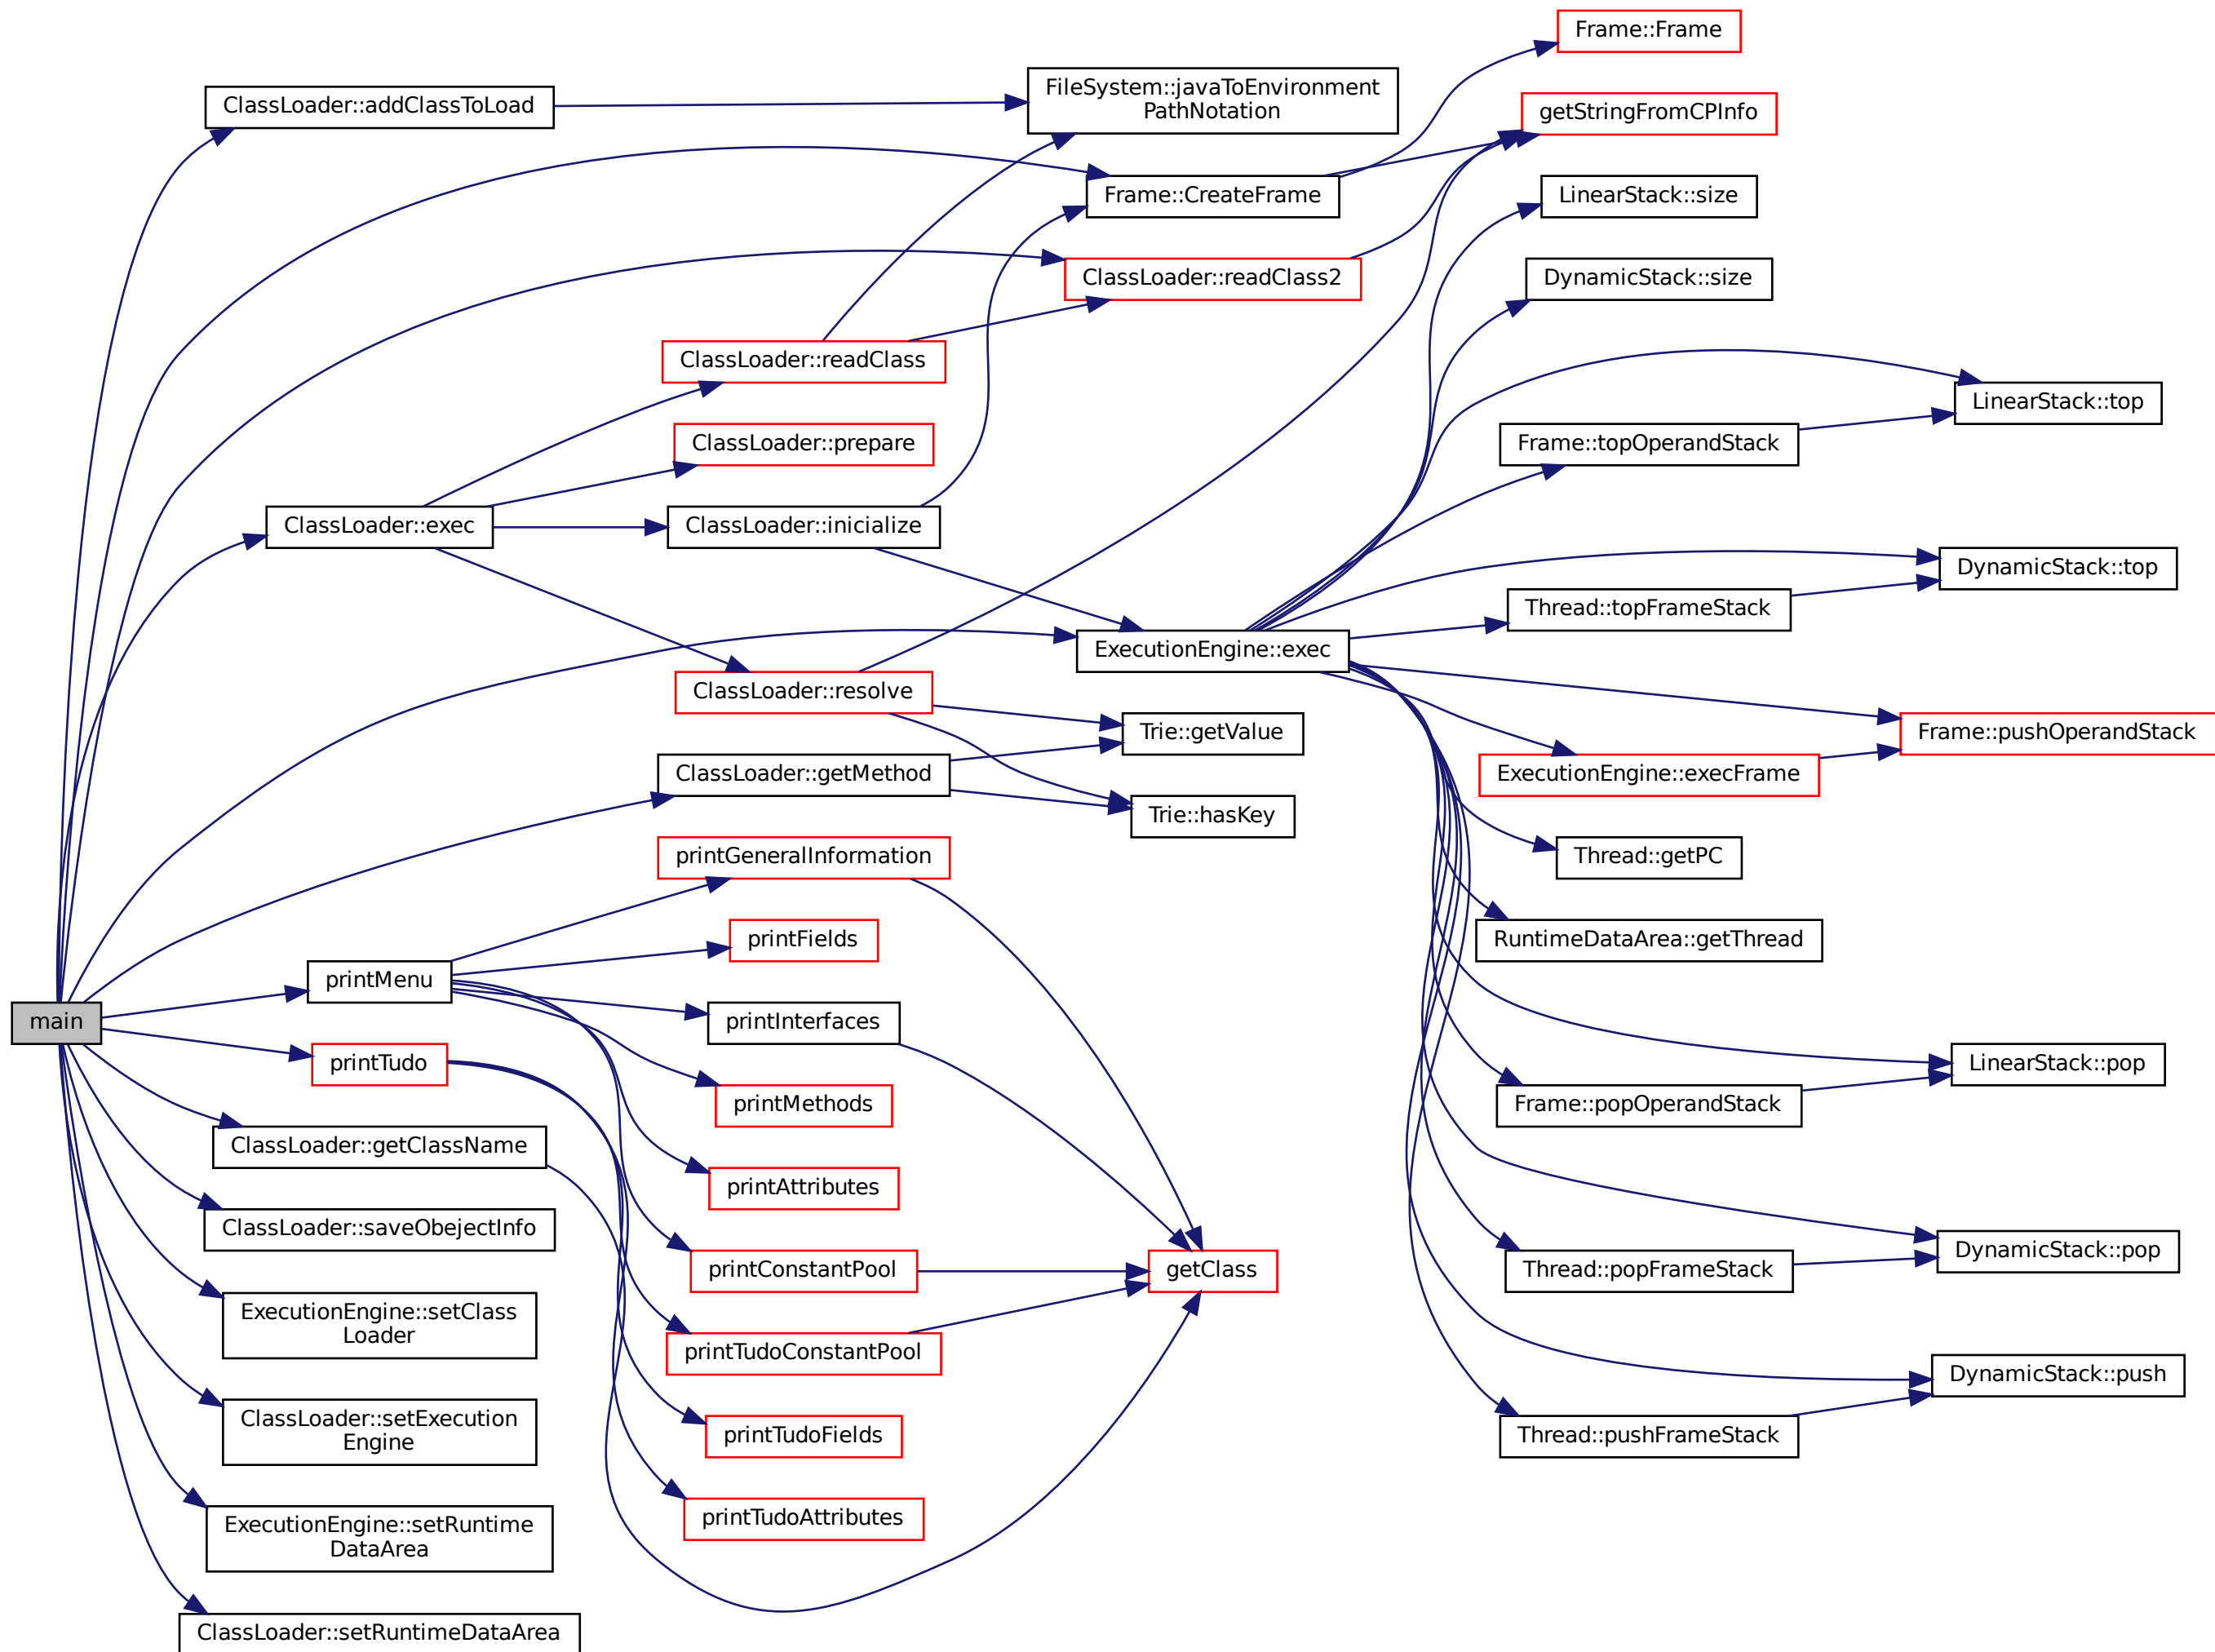 Frame::Frame
FileSystem::javaToEnvironment
PathNotation
ClassLoader::addClassToLoad
getStringFromCPInfo
Frame::CreateFrame
LinearStack::size
ClassLoader::readClass2
DynamicStack::size
ClassLoader::readClass
LinearStack::top
ClassLoader::prepare
Frame::topOperandStack
ClassLoader::exec
ClassLoader::inicialize
DynamicStack::top
Thread::topFrameStack
ExecutionEngine::exec
ClassLoader::resolve
Trie::getValue
Frame::pushOperandStack
ClassLoader::getMethod
ExecutionEngine::execFrame
Trie::hasKey
printGeneralInformation
Thread::getPC
printFields
RuntimeDataArea::getThread
printMenu
printInterfaces
main
printTudo
LinearStack::pop
printMethods
Frame::popOperandStack
ClassLoader::getClassName
printAttributes
ClassLoader::saveObejectInfo
DynamicStack::pop
printConstantPool
getClass
Thread::popFrameStack
ExecutionEngine::setClass
Loader
printTudoConstantPool
DynamicStack::push
ClassLoader::setExecution
Engine
printTudoFields
Thread::pushFrameStack
printTudoAttributes
ExecutionEngine::setRuntime
DataArea
ClassLoader::setRuntimeDataArea